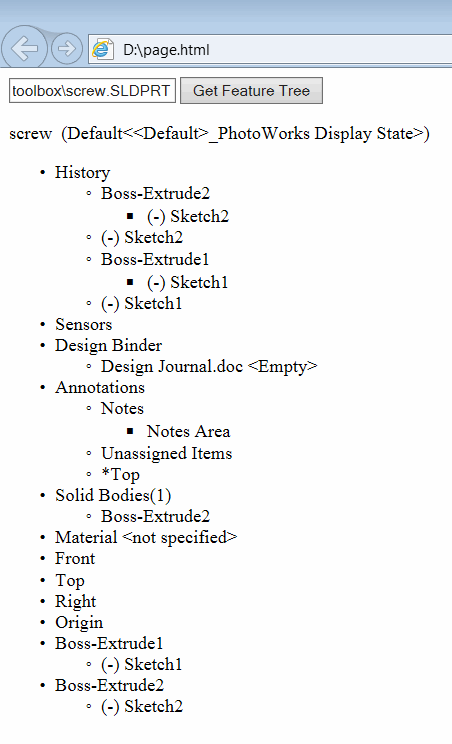 D:\page.html
toolbox\screw.SLDPRT Get Feature Tree
screw (Default<<Default>_PhotoWorks Display State>)
History
Boss-Extrude2
(-) Sketch2
(-) Sketch2
Boss-Extrude1
(-) Sketch1
(-) Sketch1
Sensors
Design Binder
Design Journal.doc <Empty>
Annotations
Notes
Notes Area
Unassigned Items
*Top
Solid Bodies(1)
Boss-Extrude2
Material <not specified>
Front
Top
Right
Origin
Boss-Extrude1
(-) Sketch1
Boss-Extrude2
(-) Sketch2